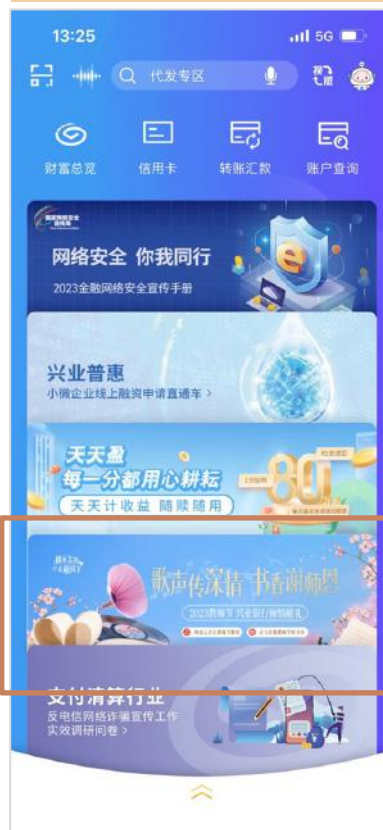 13:25
5G
代发专区
换版
财富总览
信用卡
转账汇款
账户查询
网络安全 你我同行
2023金融网络安全宣传手册
兴业普惠
小微企业线上融资申请直通车 >
天天盈
每一分都用心耕耘
天天计收益 随赎随用
80
歌声传深情 书香谢师恩
2023教师节 兴业银行倾情献礼
支付清算行业
反电信网络诈骗宣传工作
实效调研问卷 >